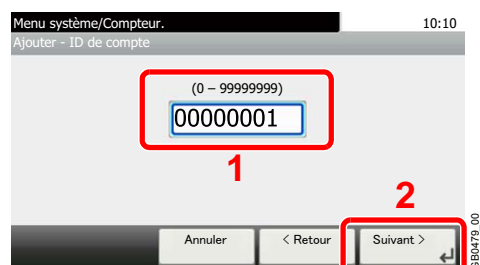 Menu système/Compteur.
10:10
Ajouter - ID de compte
(0 – 99999999)
00000001
1
2
Annuler
< Retour
Suivant >
GB0479_00